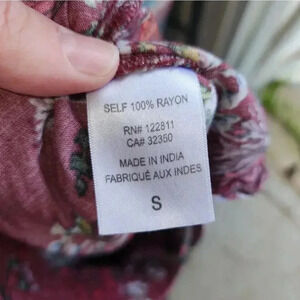 SELF 100% RAYON
RN# 122811
CA# 32350
MADE IN INDIA
FABRIQUÉ AUX INDES
S